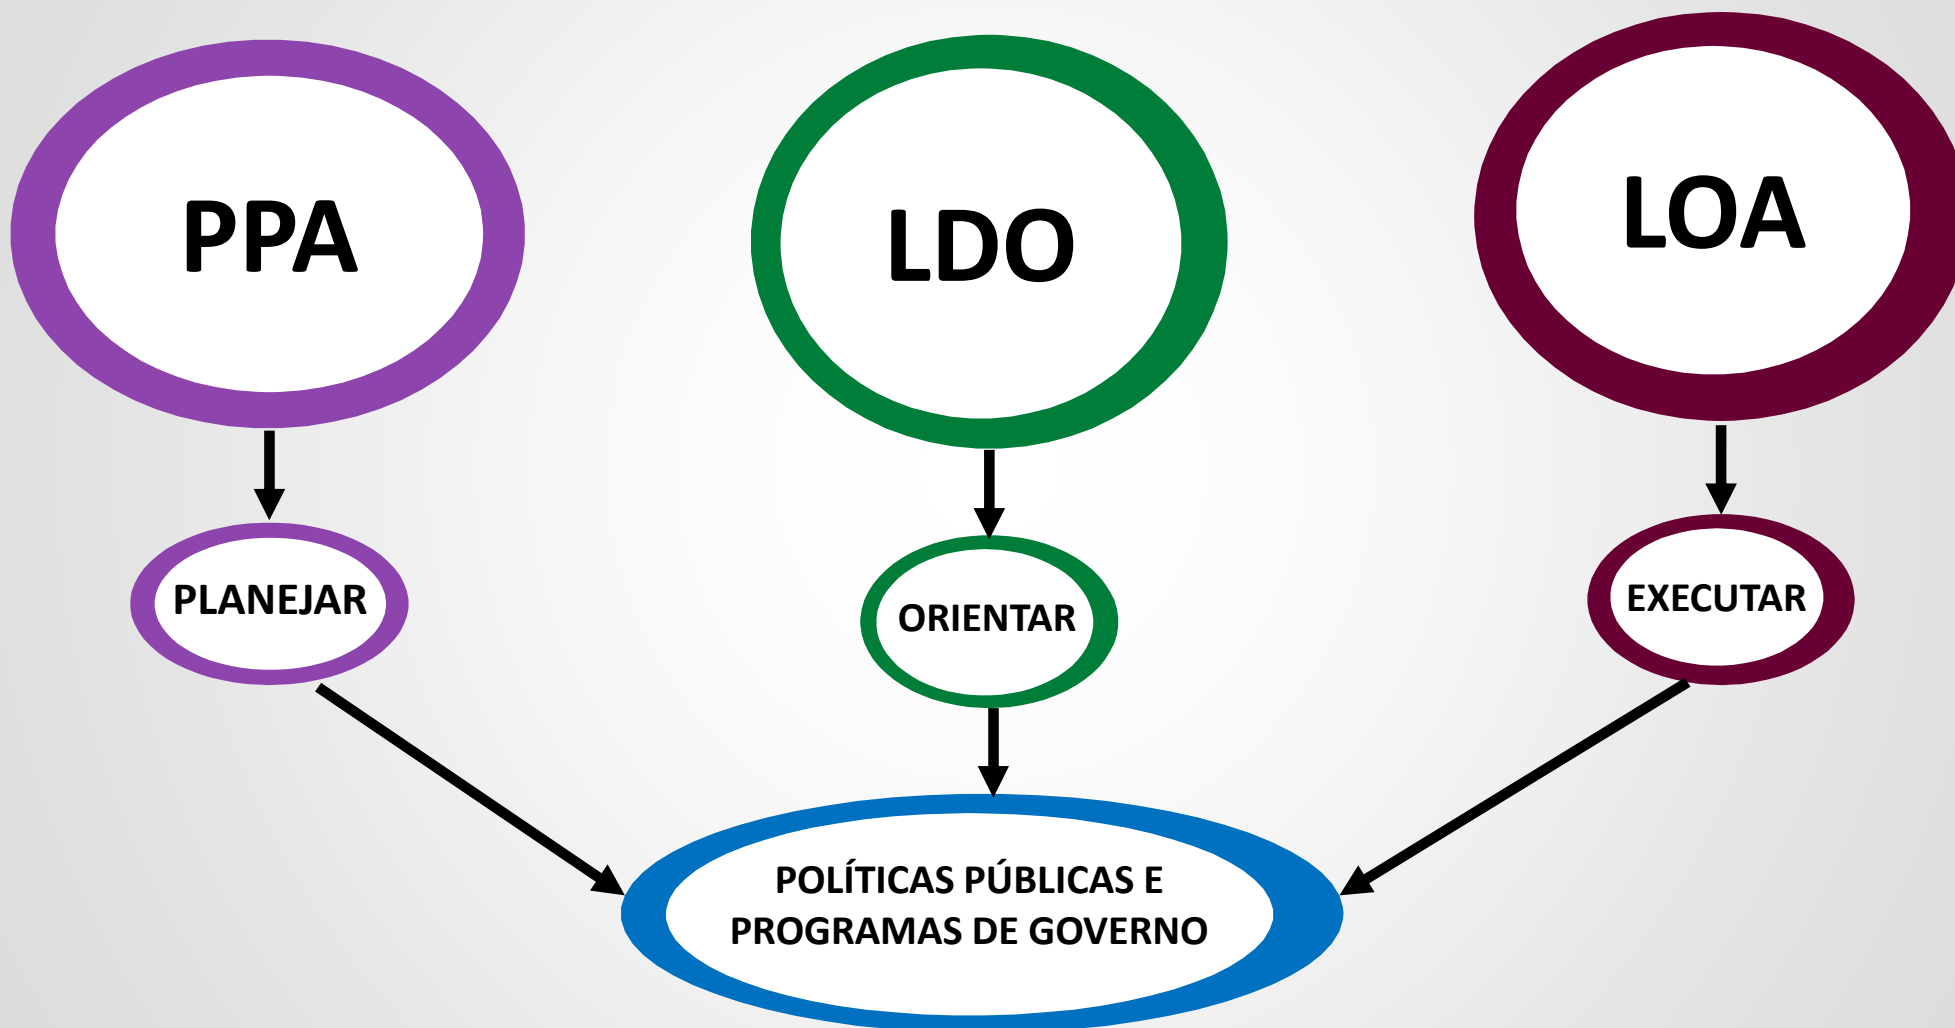 PPA
LDO
LOA
PLANEJAR
ORIENTAR
EXECUTAR
POLÍTICAS PÚBLICAS E
PROGRAMAS DE GOVERNO